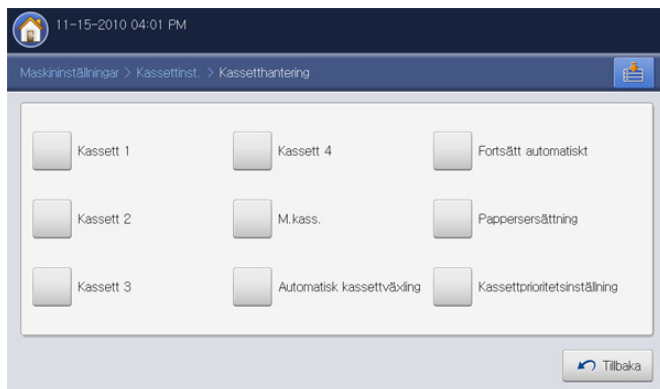 11-15-2010 04:01 PM
Maskininställningar > Kassettinst. > Kassetthantering
Kassett 1
Kassett 4
Fortsätt automatiskt
Kassett 2
M.kass.
Pappersersättning
Kassett 3
Automatisk kassettväxling
Kassettprioritetsinställning
Tillbaka